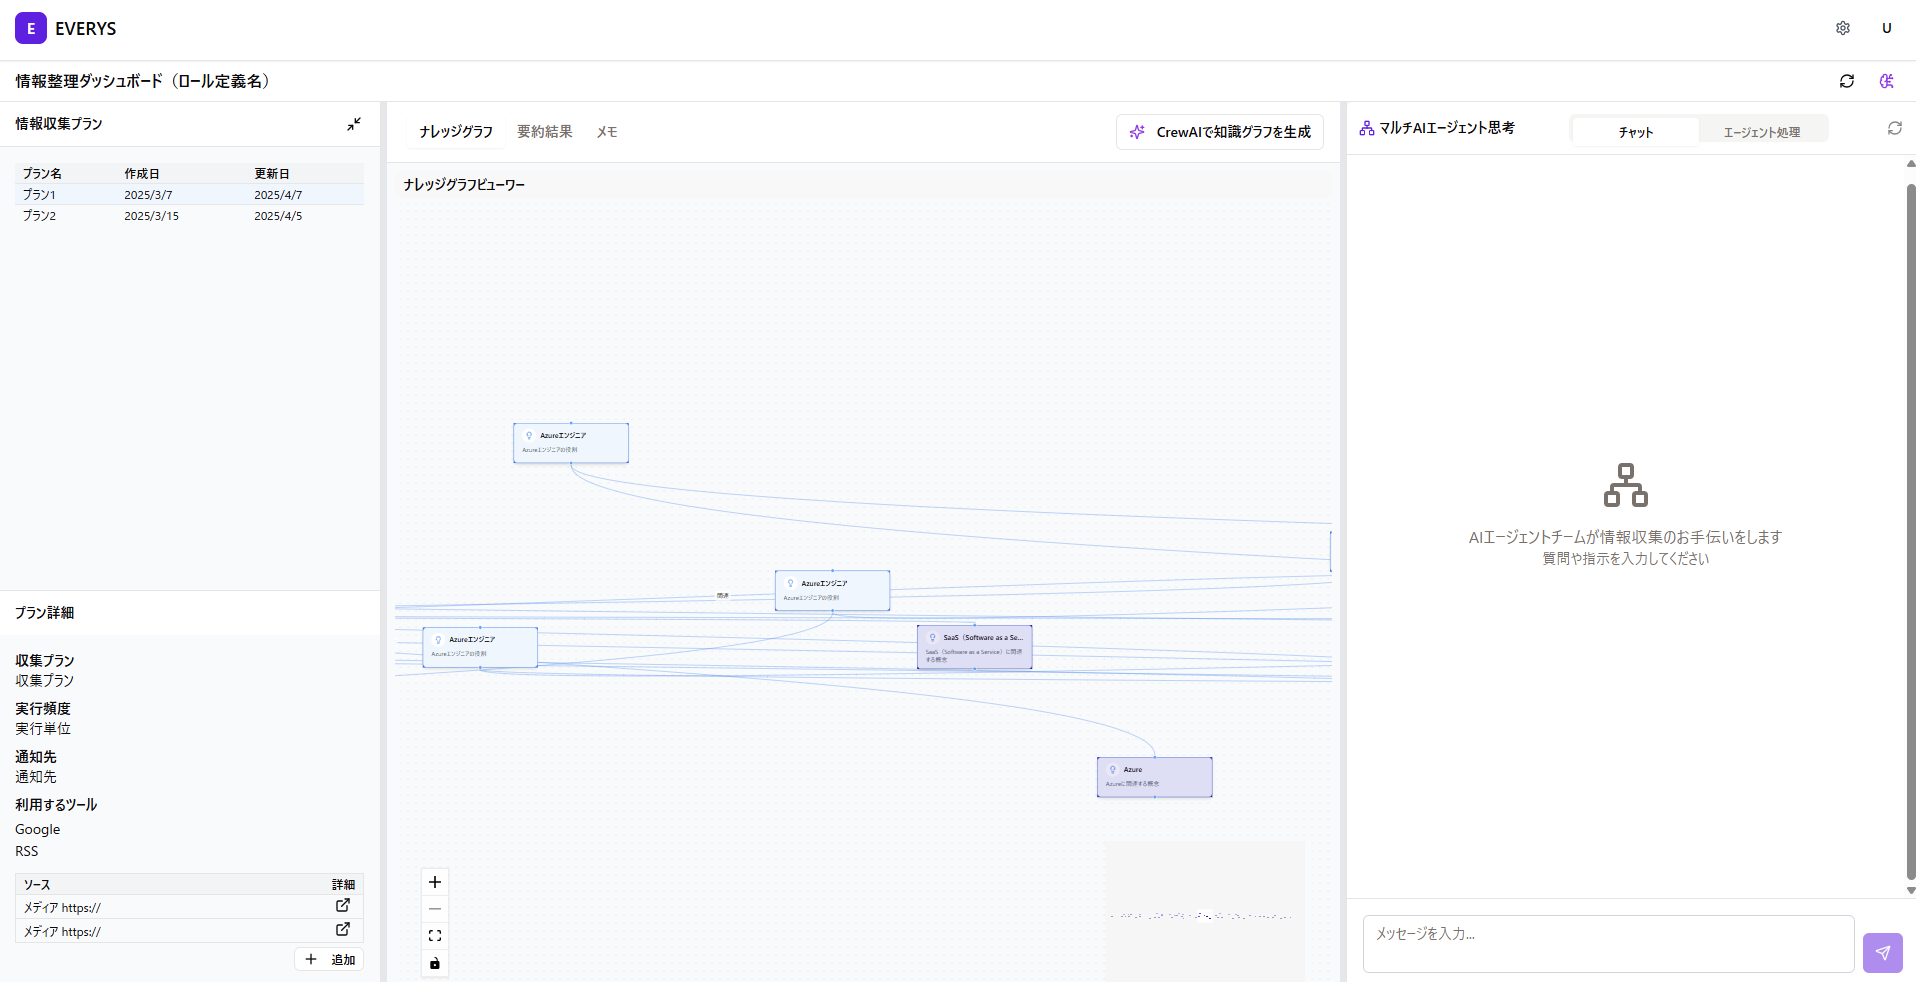 E EVERYS
U
情報整理ダッシュボード（ロール定義名）
情報収集プラン
プラン名 作成日 更新日
プラン1 2025/3/7 2025/4/7
プラン2 2025/3/15 2025/4/5
プラン詳細
収集プラン
収集プラン
実行頻度
実行単位
通知先
通知先
利用するツール
Google
RSS
ソース 詳細
メディア https://
メディア https://
追加
ナレッジグラフ 要約結果 メモ
CrewAIで知識グラフを生成
ナレッジグラフビューワー
Azureエンジニア
Azureエンジニアの役割
Azureエンジニア
Azureエンジニアの役割
関連
Azureエンジニア
Azureエンジニアの役割
SaaS（Software as a Se...
SaaS（Software as a Service）に関連
する概念
Azure
Azureに関連する概念
マルチAIエージェント思考
チャット エージェント処理
AIエージェントチームが情報収集のお手伝いをします
質問や指示を入力してください
メッセージを入力...